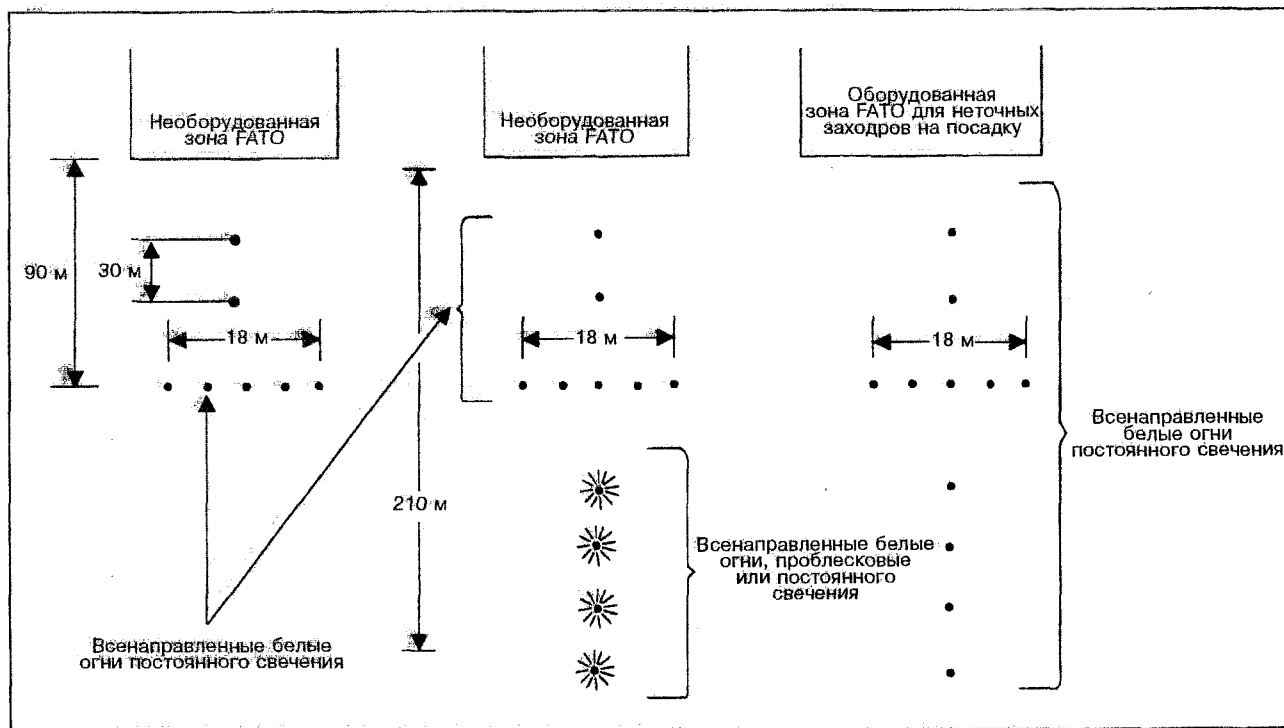 Необорудованная
зона FATO
Необорудованная
зона FATO
Оборудованная
зона FATO для неточных
заходров на посадку
90 м
30 м
18 м
18 м
18 м
210 м
Всенаправленные
белые огни
постоянного свечения
Всенаправленные белые
огни, проблесковые
или постоянного
свечения
Всенаправленные белые
огни постоянного свечения